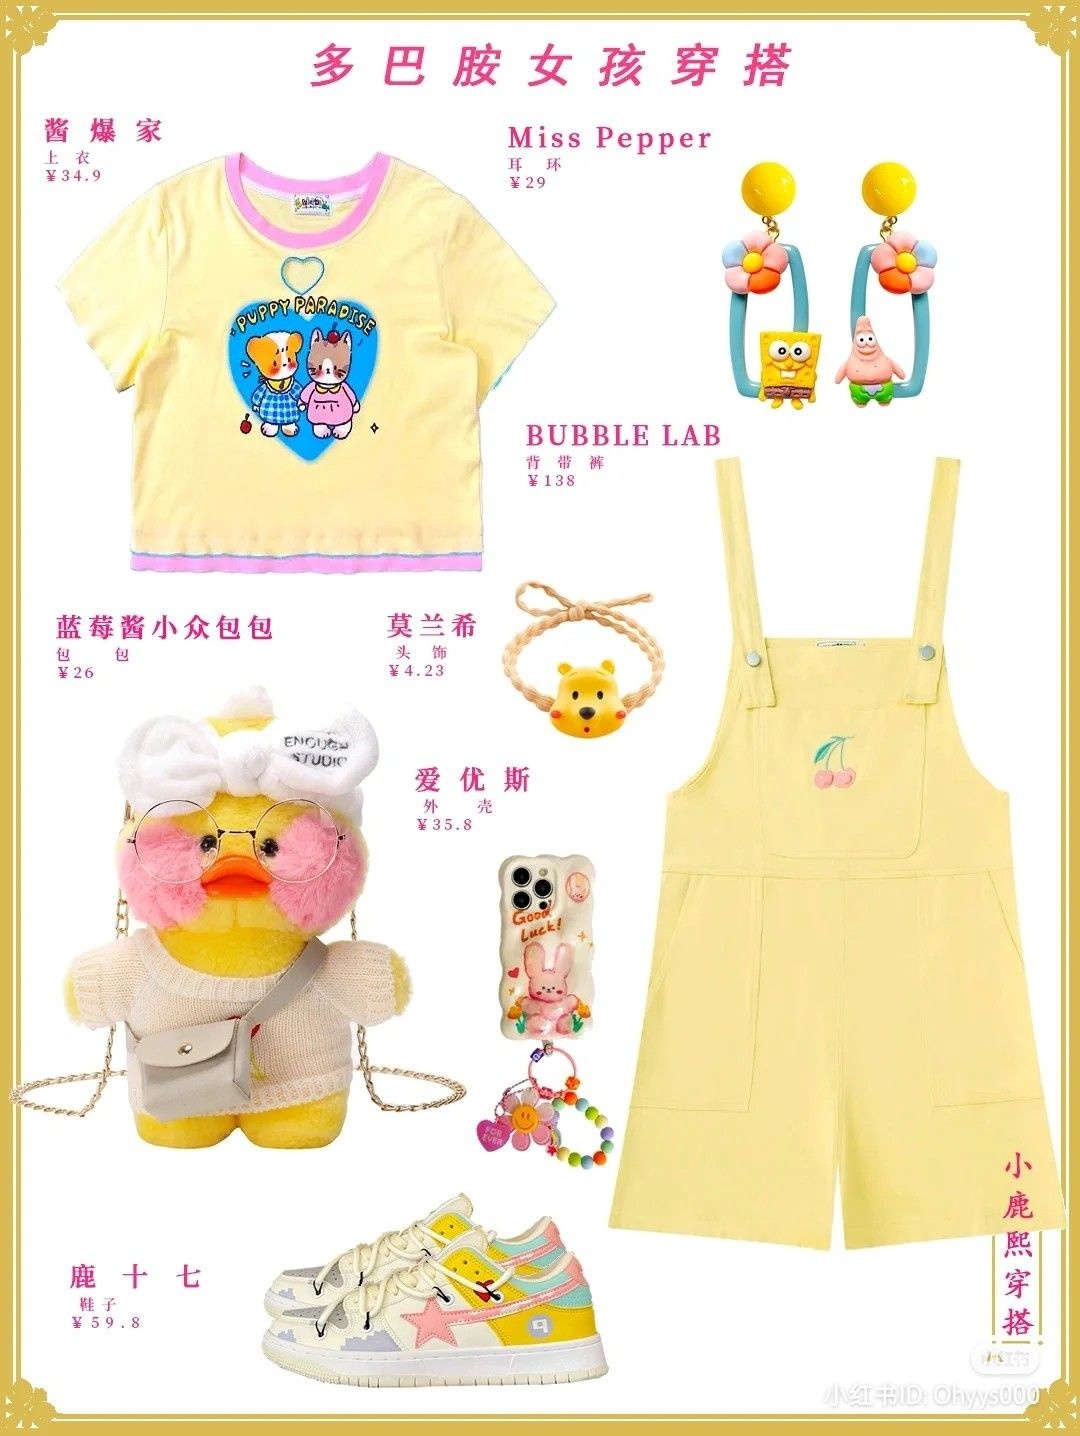 多巴胺女孩穿搭
酱爆家
上衣
¥34.9
Miss Pepper
耳环
¥29
PUPPY PARADISE
BUBBLE LAB
背带裤
¥138
蓝莓酱小众包包
包包
¥26
莫兰希
头饰
¥4.23
ENOUGH
STUDIO
爱优斯
外壳
¥35.8
Good
Luck!
FOR
EVER
鹿十七
鞋子
¥59.8
小鹿熙穿搭
小红书
小红书ID: Ohyys000